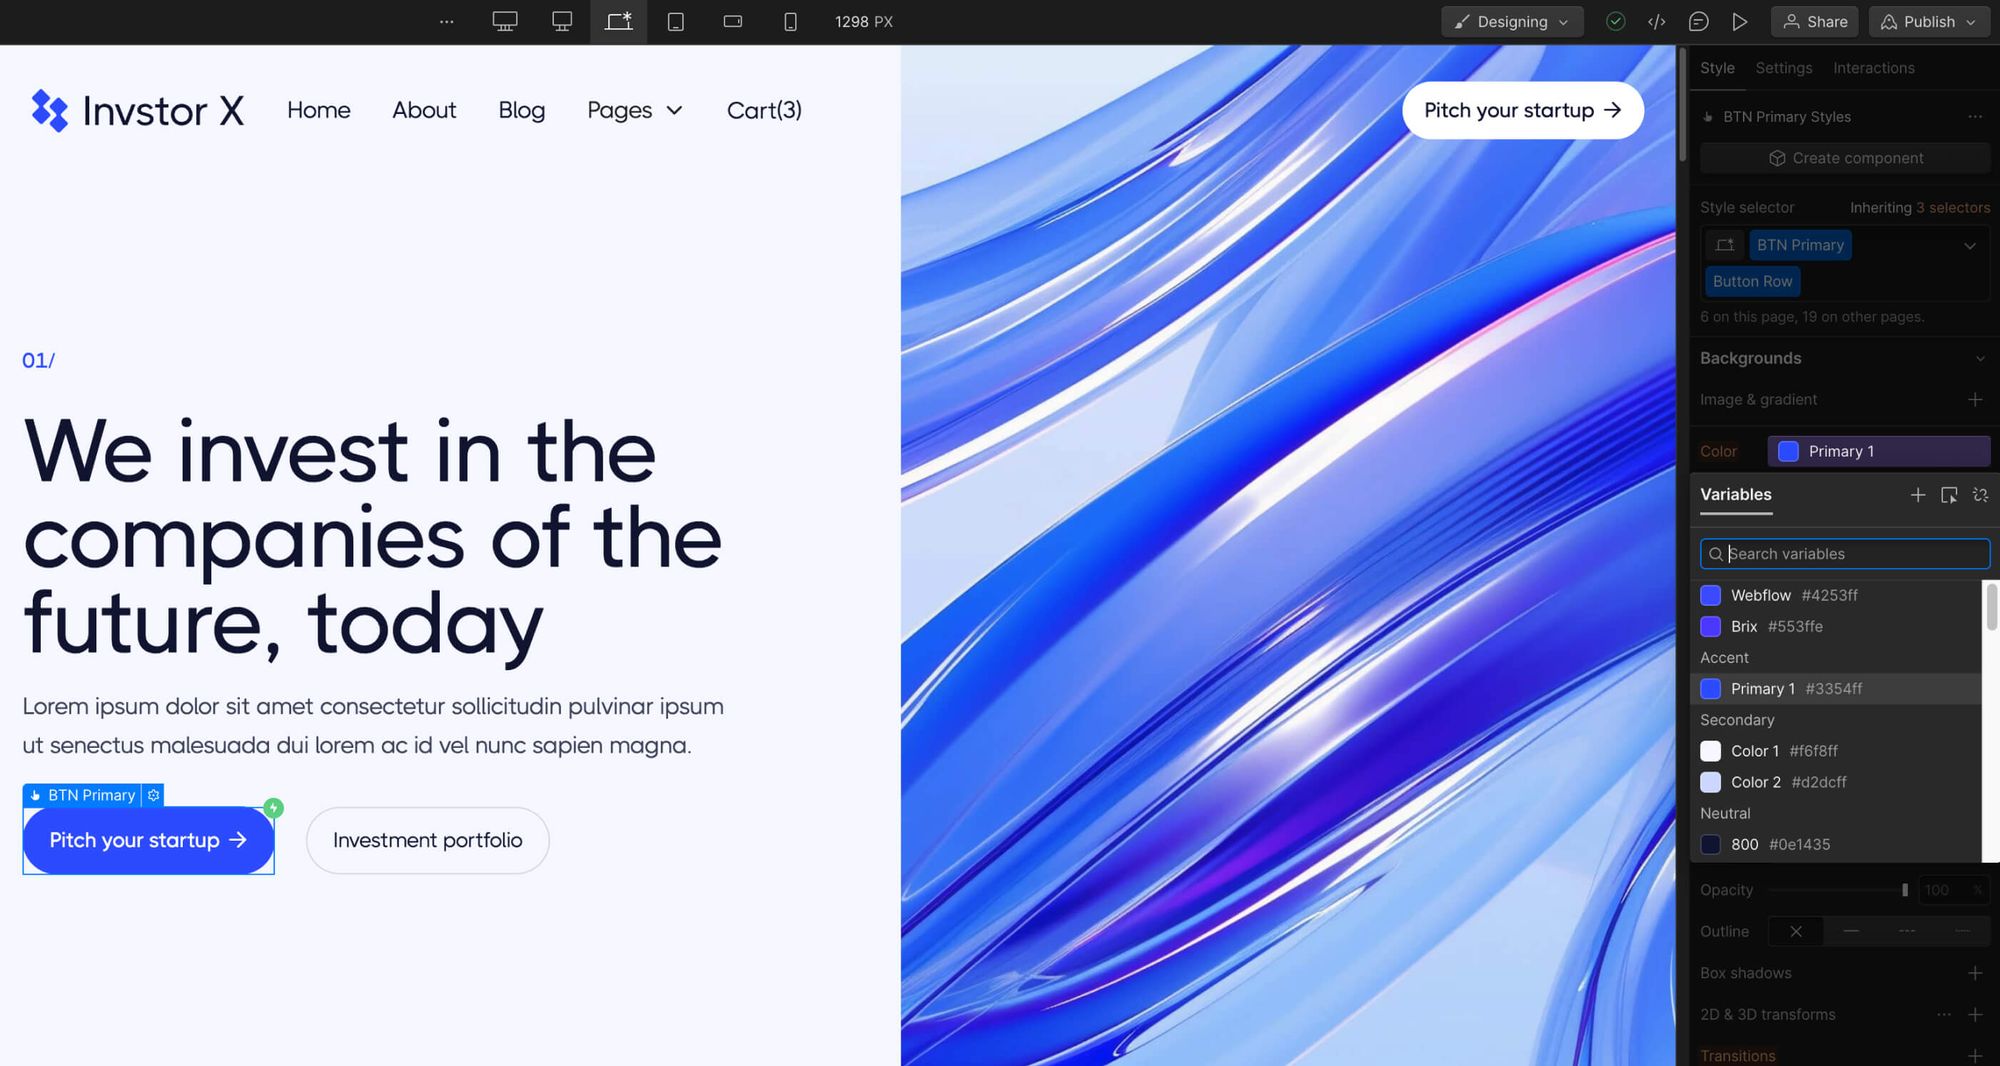 1298 PX
Designing
Share
Publish
Invstor X
Home
About
Blog
Pages
Cart(3)
Pitch your startup →
01/
We invest in the
companies of the
future, today
Lorem ipsum dolor sit amet consectetur sollicitudin pulvinar ipsum
ut senectus malesuada dui lorem ac id vel nunc sapien magna.
BTN Primary
Pitch your startup →
Investment portfolio
Style
Settings
Interactions
BTN Primary Styles
Create component
Style selector
Inheriting 3 selectors
BTN Primary
Button Row
6 on this page, 19 on other pages.
Backgrounds
Image & gradient
Color
Primary 1
Variables
Search variables
Webflow #4253ff
Brix #553ffe
Accent
Primary 1 #3354ff
Secondary
Color 1 #f6f8ff
Color 2 #d2dcff
Neutral
800 #0e1435
Opacity
100 %
Outline
Box shadows
2D & 3D transforms
Transitions